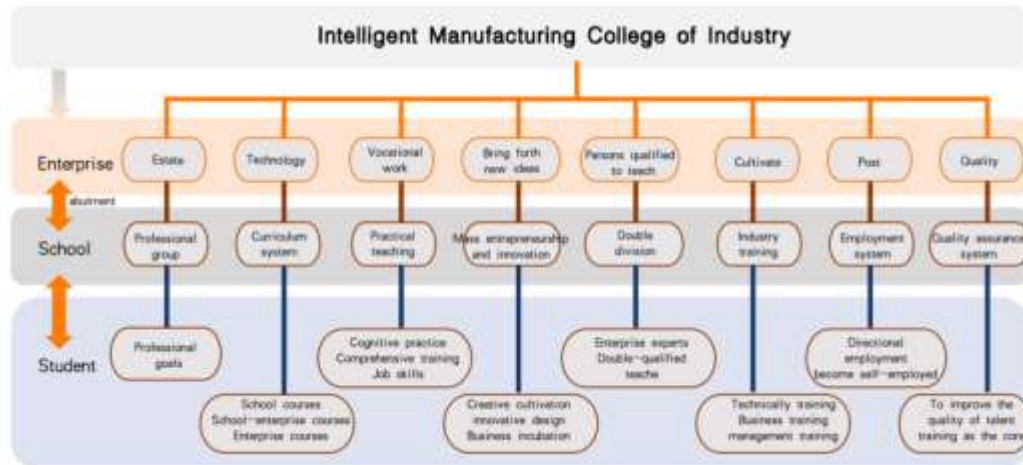 Intelligent Manufacturing College of Industry
Enterprise
Estate
Technology
Vocational
work
Bring forth
new ideas
Persons qualified
to teach
Cultivate
Post
Quality
abutment
School
Professional
group
Curriculum
system
Practical
teaching
Mass entrepreneurship
and innovation
Double
division
Industry
training
Employment
system
Quality assurance
system
Student
Professional
goals
Cognitive practice
Comprehensive training
Job skills
Enterprise experts
Double-qualified
teache
Directional
employment
become self-employed
School courses
School-enterprise courses
Enterprise courses
Creative cultivation
innovative design
Business incubation
Technically training
Business training
management training
To improve the
quality of talent
training as the core